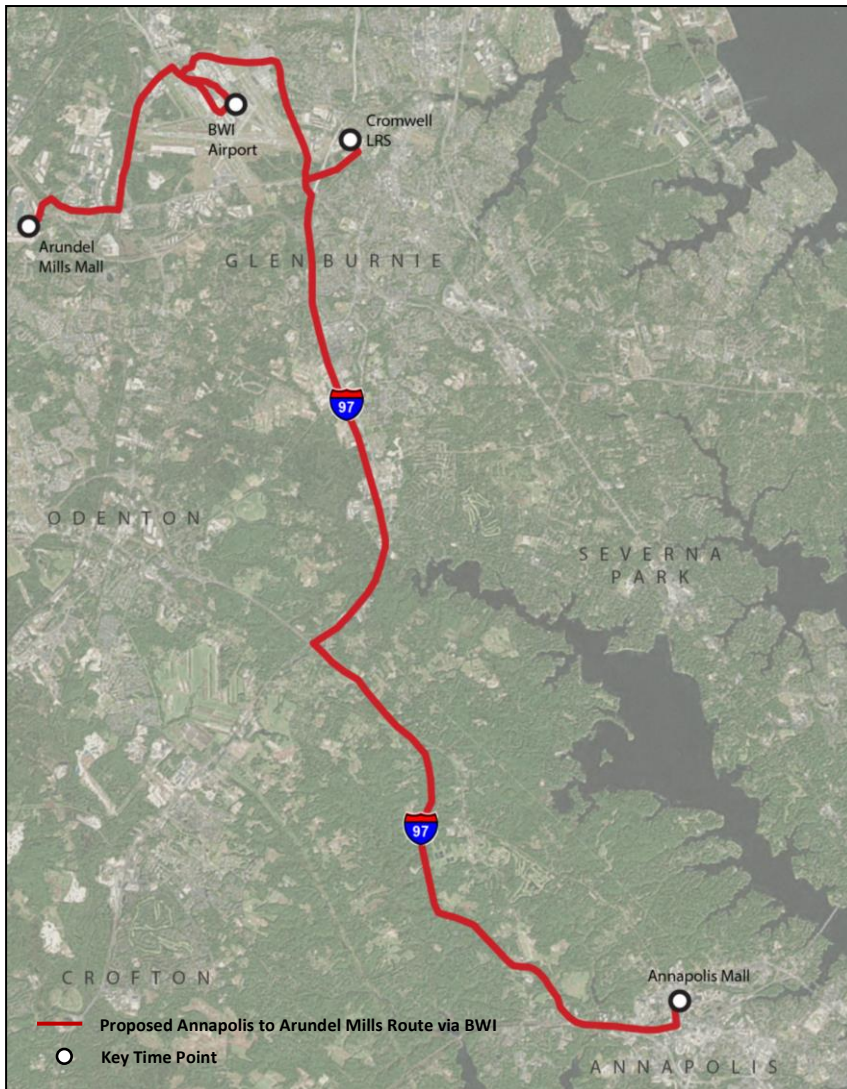 BWI
Airport
Cromwell
LRS
Arundel
Mills Mall
GLEN BURNIE
97
ODENTON
SEVERNA
PARK
97
CROFTON
Annapolis Mall
Proposed Annapolis to Arundel Mills Route via BWI
Key Time Point
ANNAPOLIS